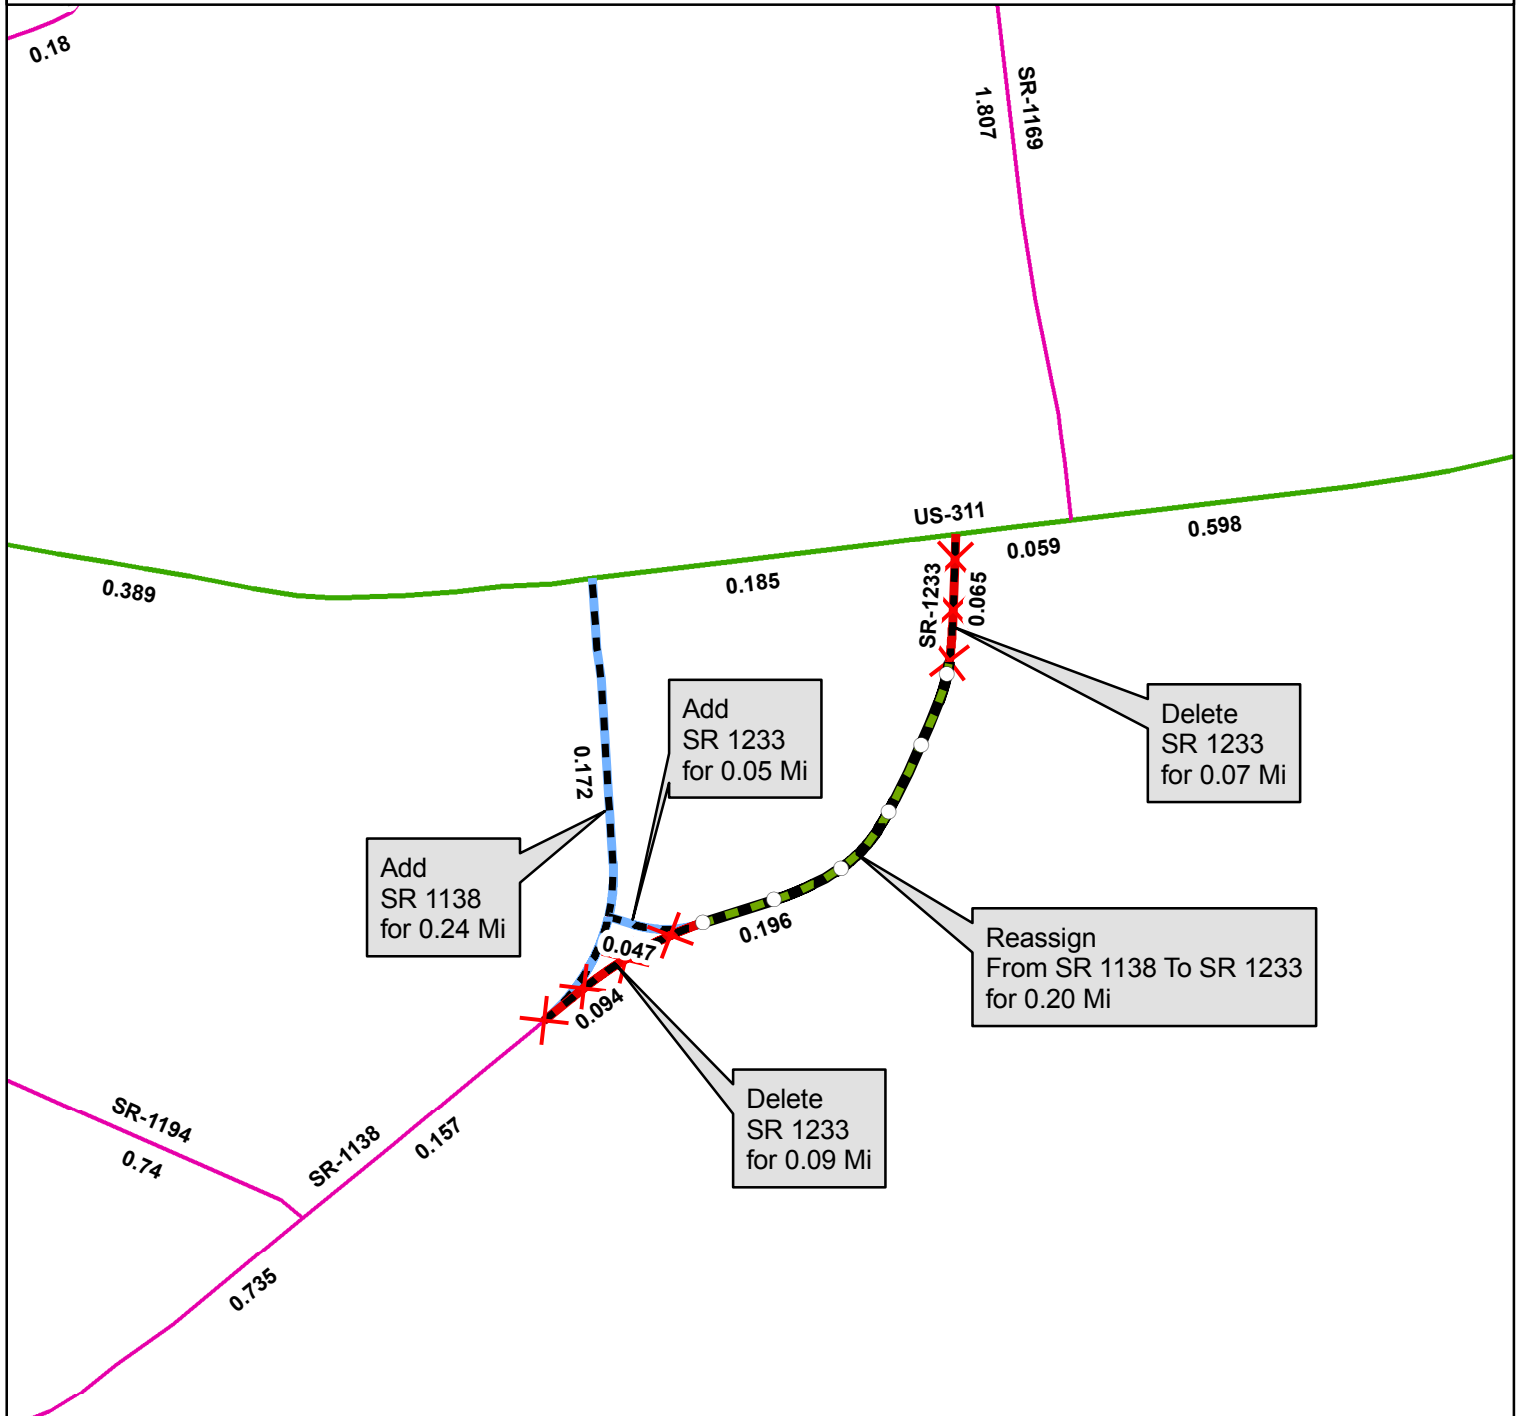 0.18
SR-1169
1.807
US-311
0.059
0.598
0.389
0.185
SR-1233
0.065
0.172
Add
SR 1233
for 0.05 Mi
Delete
SR 1233
for 0.07 Mi
Add
SR 1138
for 0.24 Mi
0.047
0.196
0.094
Reassign
From SR 1138 To SR 1233
for 0.20 Mi
Delete
SR 1233
for 0.09 Mi
SR-1194
0.74
SR-1138
0.157
0.735